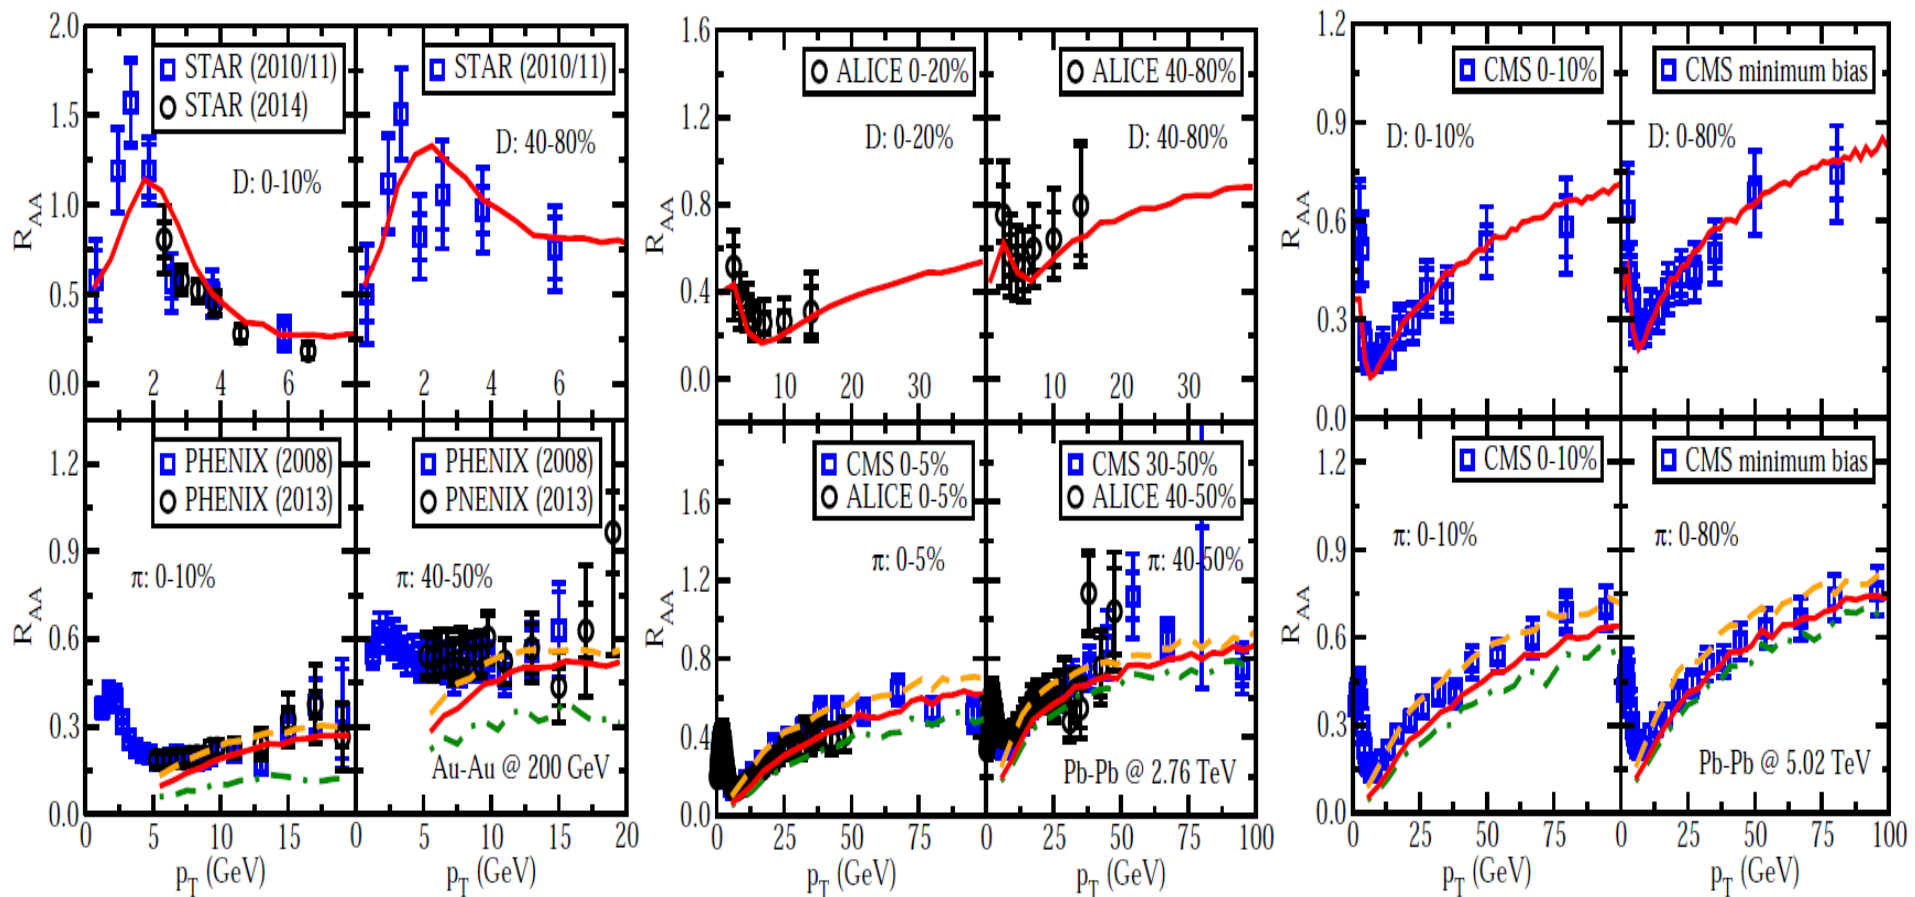 2.0
1.5
1.0
0.5
0.0
R_AA
STAR (2010/11)
STAR (2014)
D: 0-10%
2 4 6
STAR (2010/11)
D: 40-80%
2 4 6
1.2
0.9
0.6
0.3
0.0
R_AA
PHENIX (2008)
PHENIX (2013)
π: 0-10%
0 5 10 15
p_T (GeV)
PHENIX (2008)
PNENIX (2013)
π: 40-50%
Au-Au @ 200 GeV
0 5 10 15 20
p_T (GeV)
1.6
1.2
0.8
0.4
0.0
R_AA
ALICE 0-20%
D: 0-20%
10 20 30
ALICE 40-80%
D: 40-80%
10 20 30
1.6
1.2
0.8
0.4
0.0
R_AA
CMS 0-5%
ALICE 0-5%
π: 0-5%
0 25 50 75
p_T (GeV)
CMS 30-50%
ALICE 40-50%
π: 40-50%
Pb-Pb @ 2.76 TeV
0 25 50 75 100
p_T (GeV)
1.2
0.9
0.6
0.3
0.0
R_AA
CMS 0-10%
D: 0-10%
CMS minimum bias
D: 0-80%
1.2
0.9
0.6
0.3
0.0
R_AA
CMS 0-10%
π: 0-10%
0 25 50 75
p_T (GeV)
CMS minimum bias
π: 0-80%
Pb-Pb @ 5.02 TeV
0 25 50 75 100
p_T (GeV)